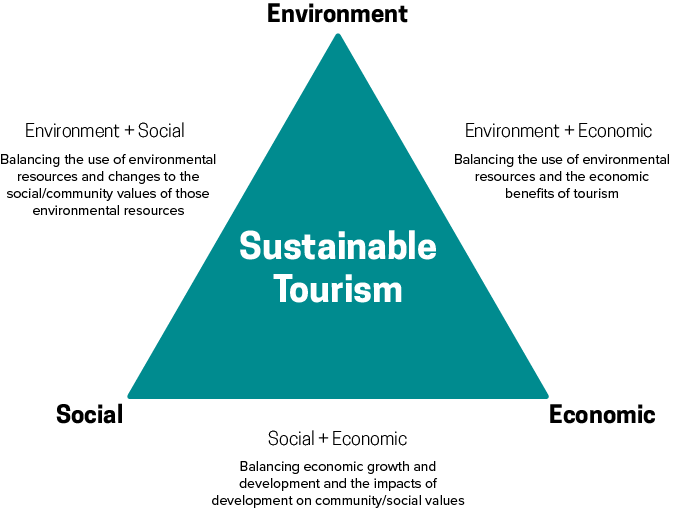 Environment
Environment + Social
Balancing the use of environmental
resources and changes to the
social/community values of those
environmental resources
Environment + Economic
Balancing the use of environmental
resources and the economic
benefits of tourism
Sustainable
Tourism
Social
Economic
Social + Economic
Balancing economic growth and
development and the impacts of
development on community/social values